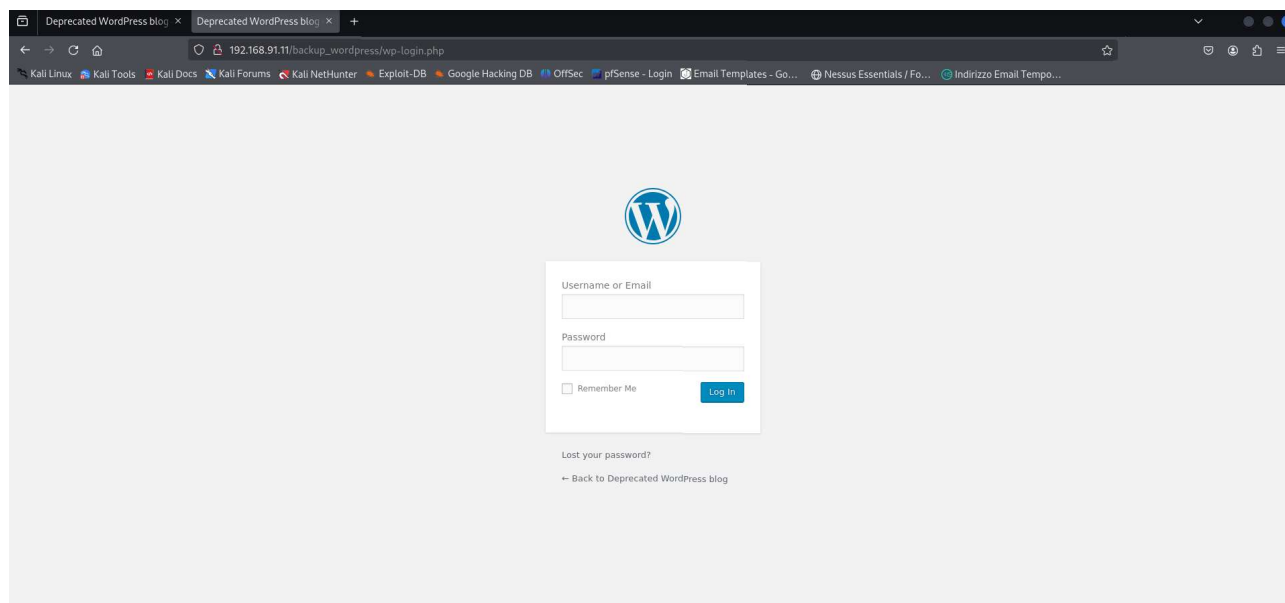 Deprecated WordPress blog × Deprecated WordPress blog × +
192.168.91.11/backup_wordpress/wp-login.php
Kali Linux Kali Tools Kali Docs Kali Forums Kali NetHunter Exploit-DB Google Hacking DB OffSec pfSense - Login Email Templates - Go... Nessus Essentials / Fo... Indirizzo Email Tempo...
Username or Email
Password
Remember Me Log In
Lost your password?
← Back to Deprecated WordPress blog